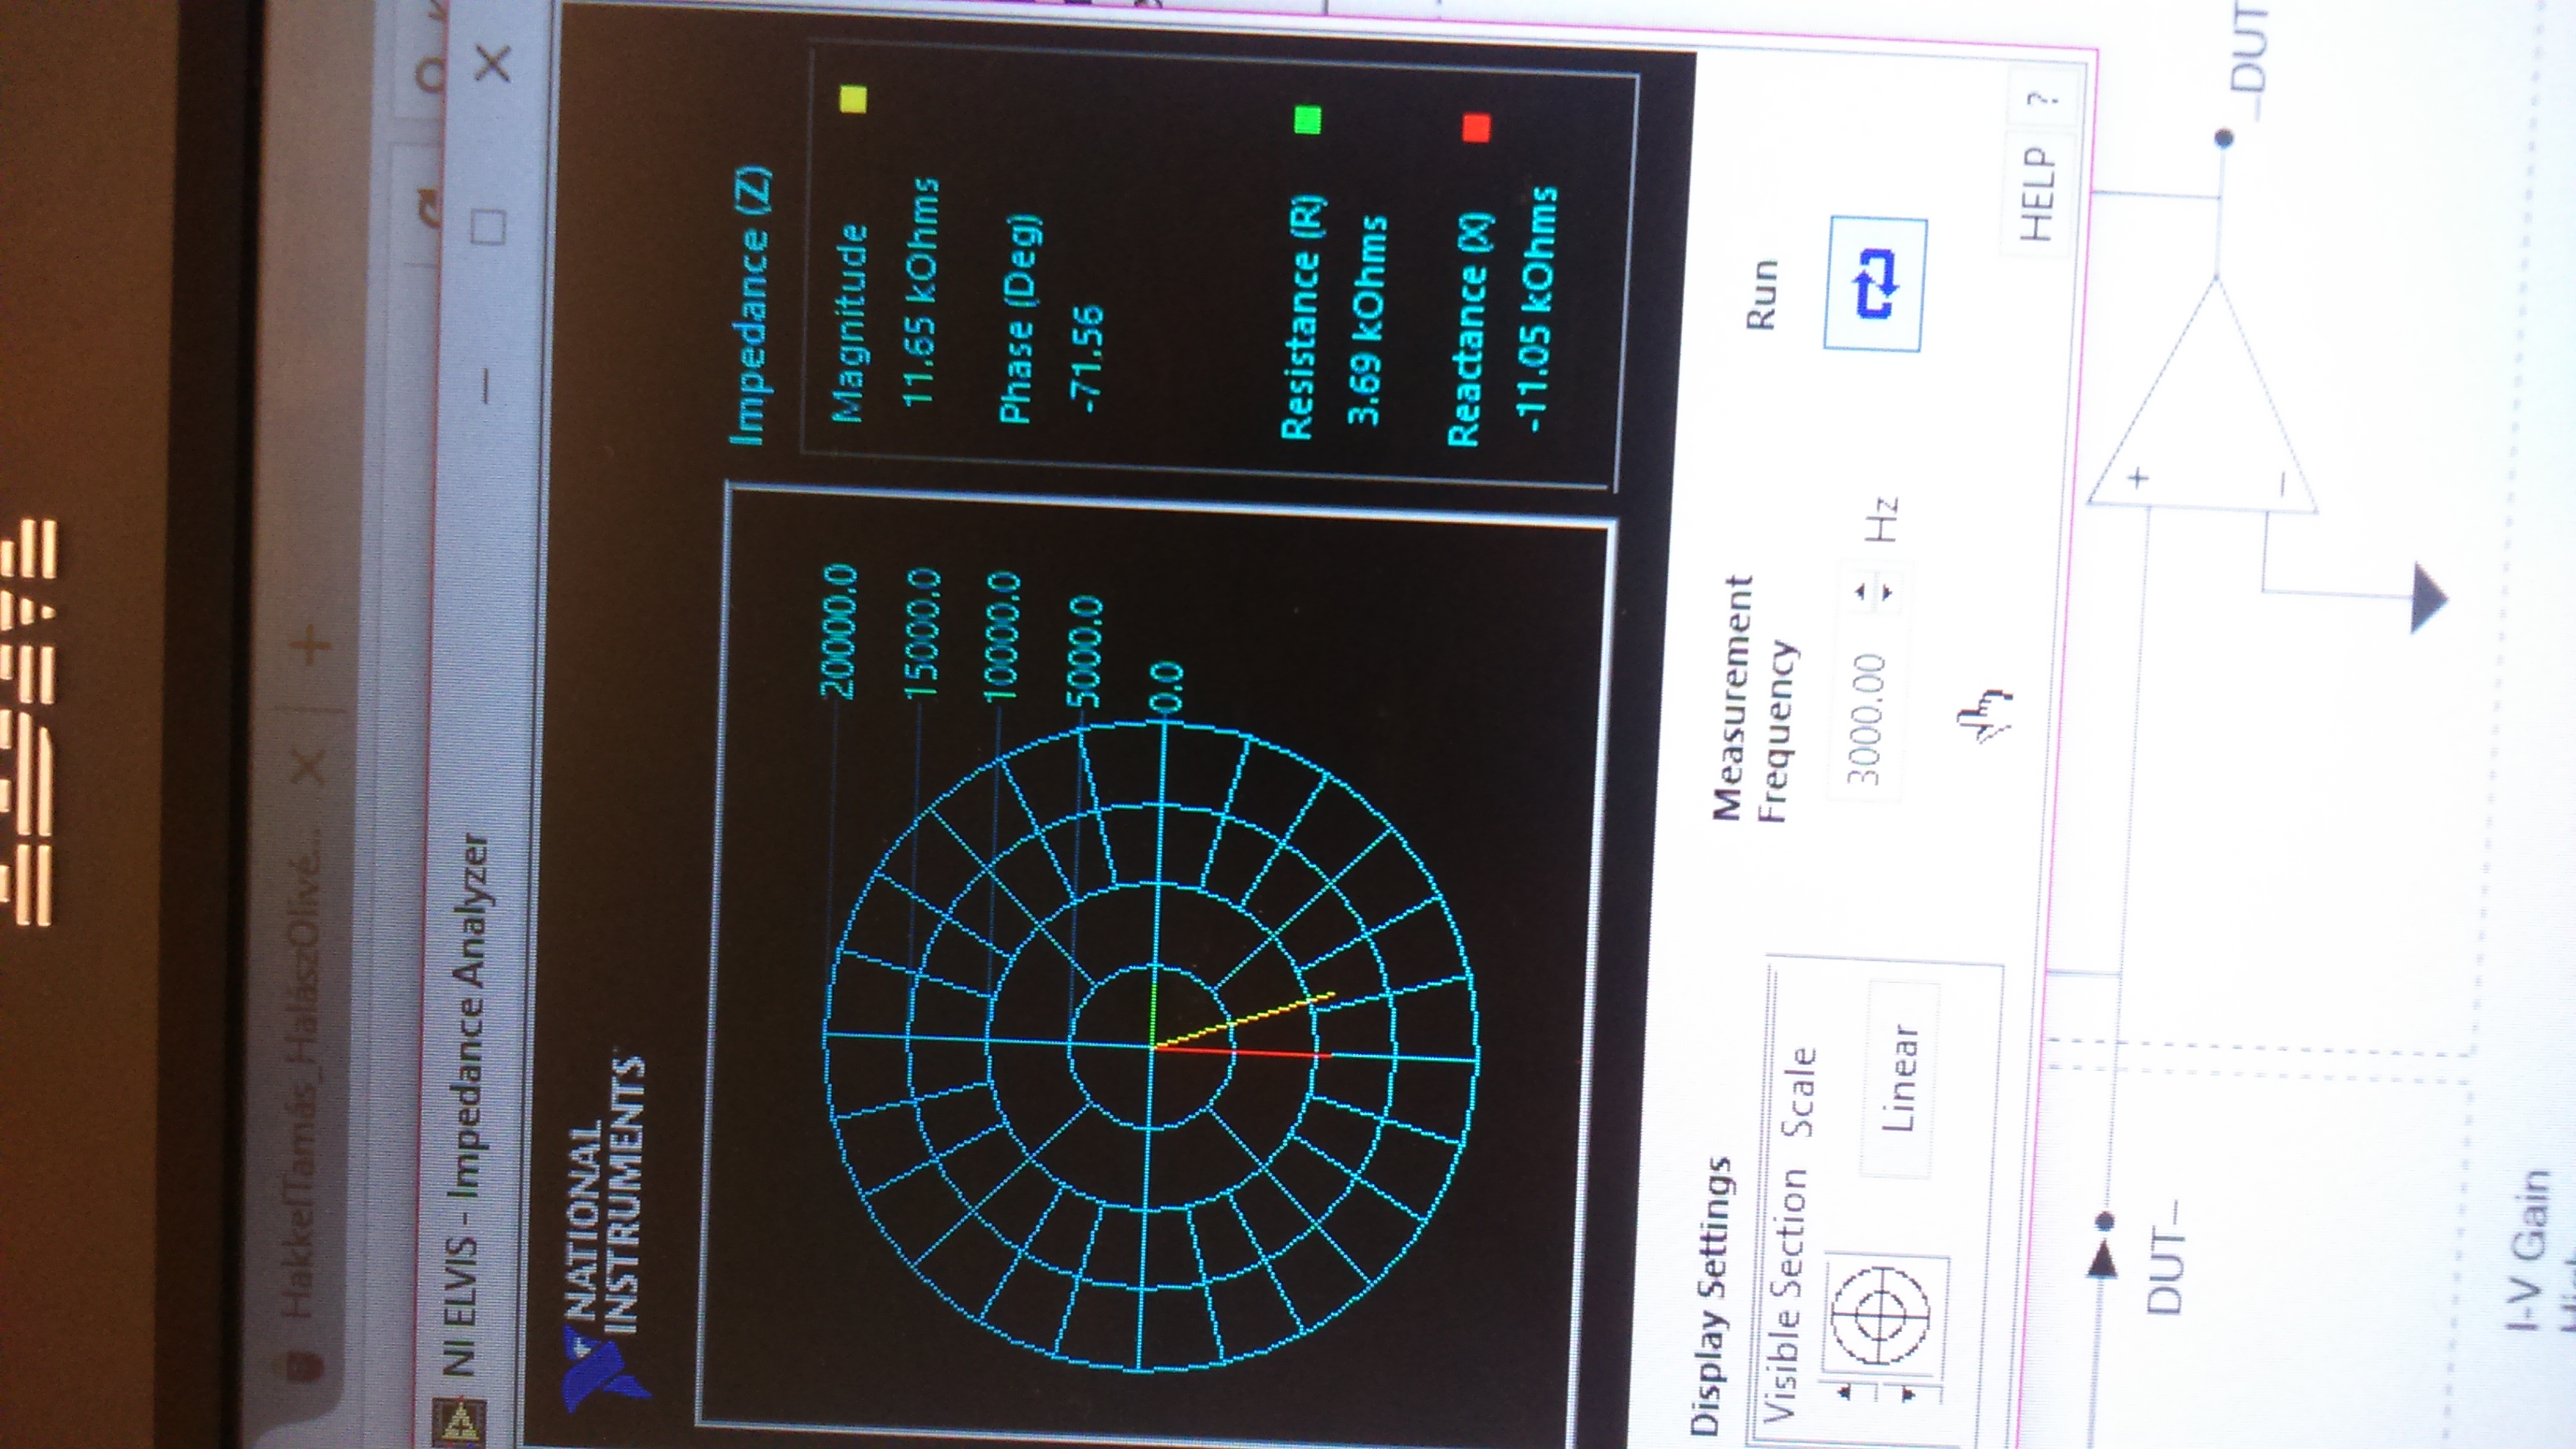 HakkelTamás_HalászOlivé...
NI ELVIS - Impedance Analyzer
NATIONAL
INSTRUMENTS
Impedance (Z)
20000.0
15000.0
10000.0
5000.0
0.0
Magnitude
11.65 kOhms
Phase (Deg)
-71.56
Resistance (R)
3.69 kOhms
Reactance (X)
-11.05 kOhms
Display Settings
Visible Section Scale
Linear
Measurement
Frequency
3000.00 Hz
Run
HELP ?
DUT–
+
–
_DUT
I-V Gain